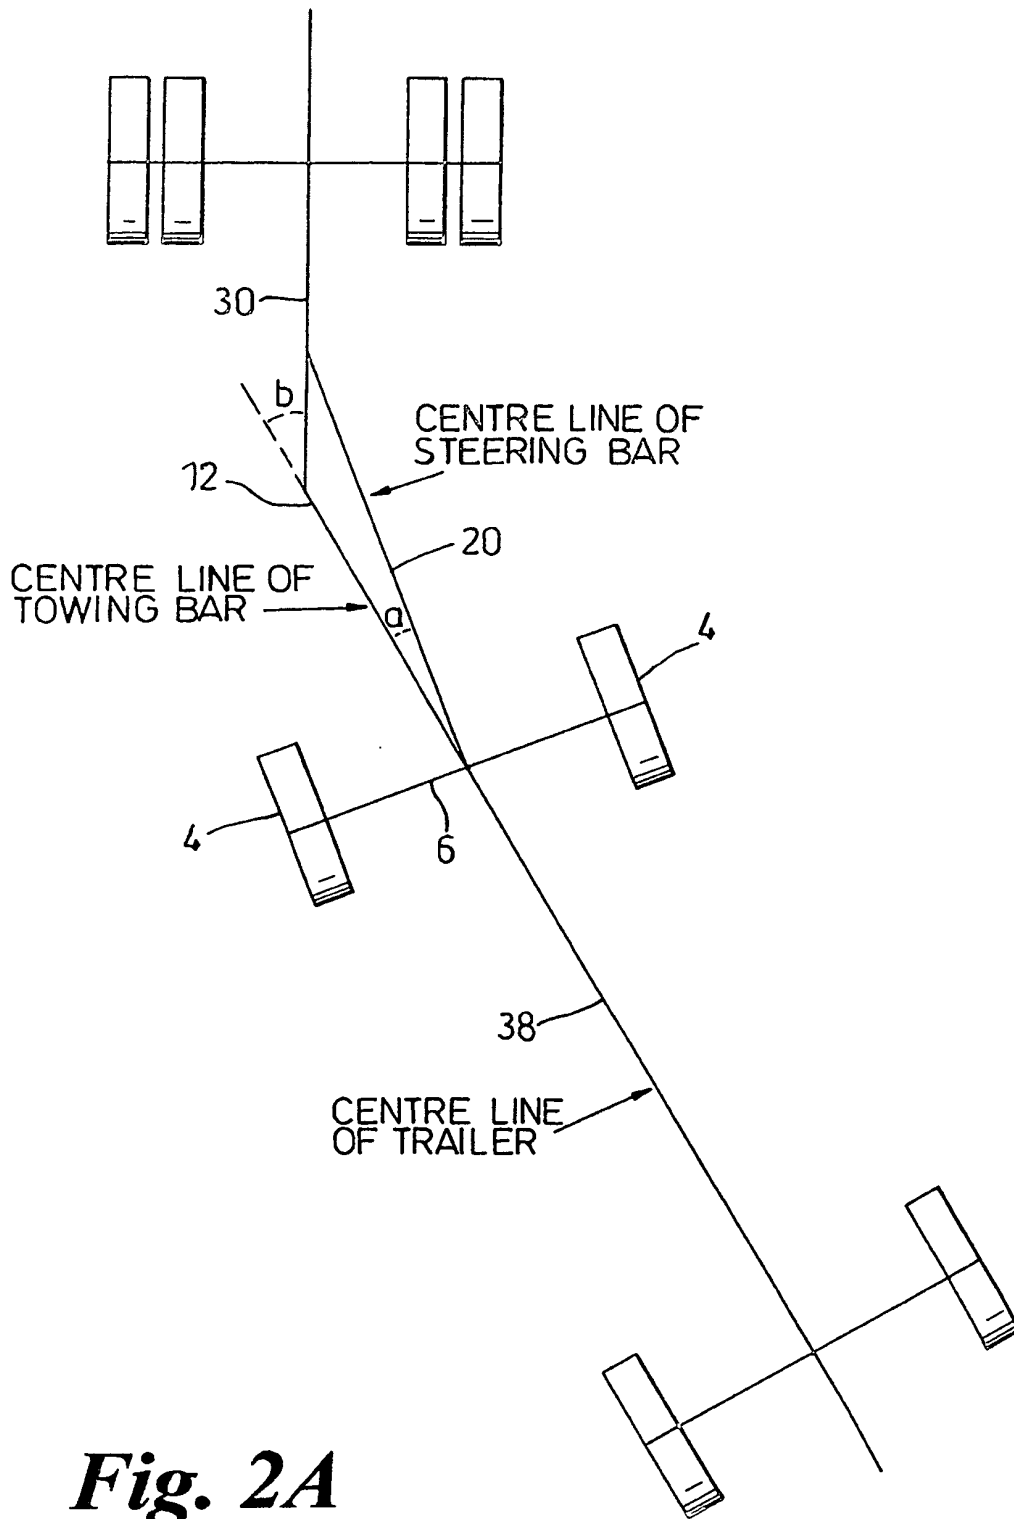 30
b
CENTRE LINE OF
STEERING BAR
12
20
CENTRE LINE OF
TOWING BAR
a
4
4
6
38
CENTRE LINE
OF TRAILER
Fig. 2A